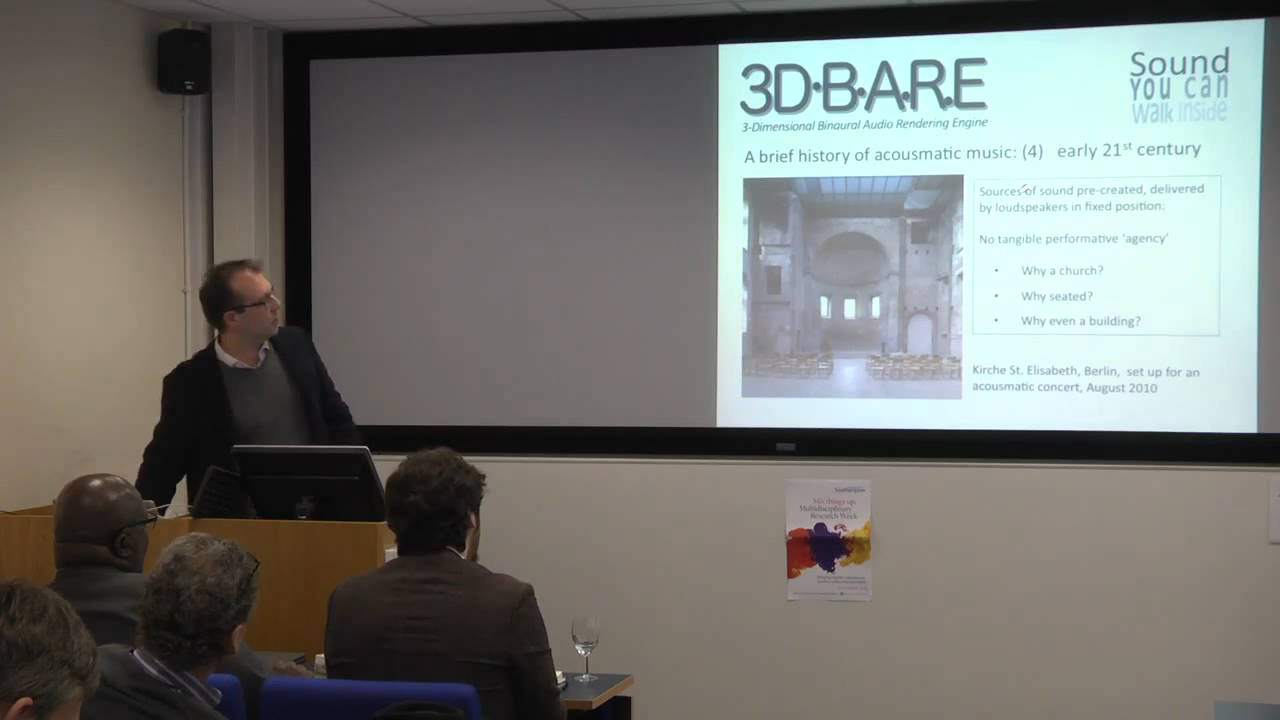 3D·B·A·R·E
3-Dimensional Binaural Audio Rendering Engine
Sound
you can
Walk Inside
A brief history of acousmatic music: (4) early 21st century
Sources of sound pre-created, delivered
by loudspeakers in fixed position:
No tangible performative ‘agency’
• Why a church?
• Why seated?
• Why even a building?
Kirche St. Elisabeth, Berlin, set up for an
acousmatic concert, August 2010
Southampton
Mix things up,
Multidisciplinary
Research Week